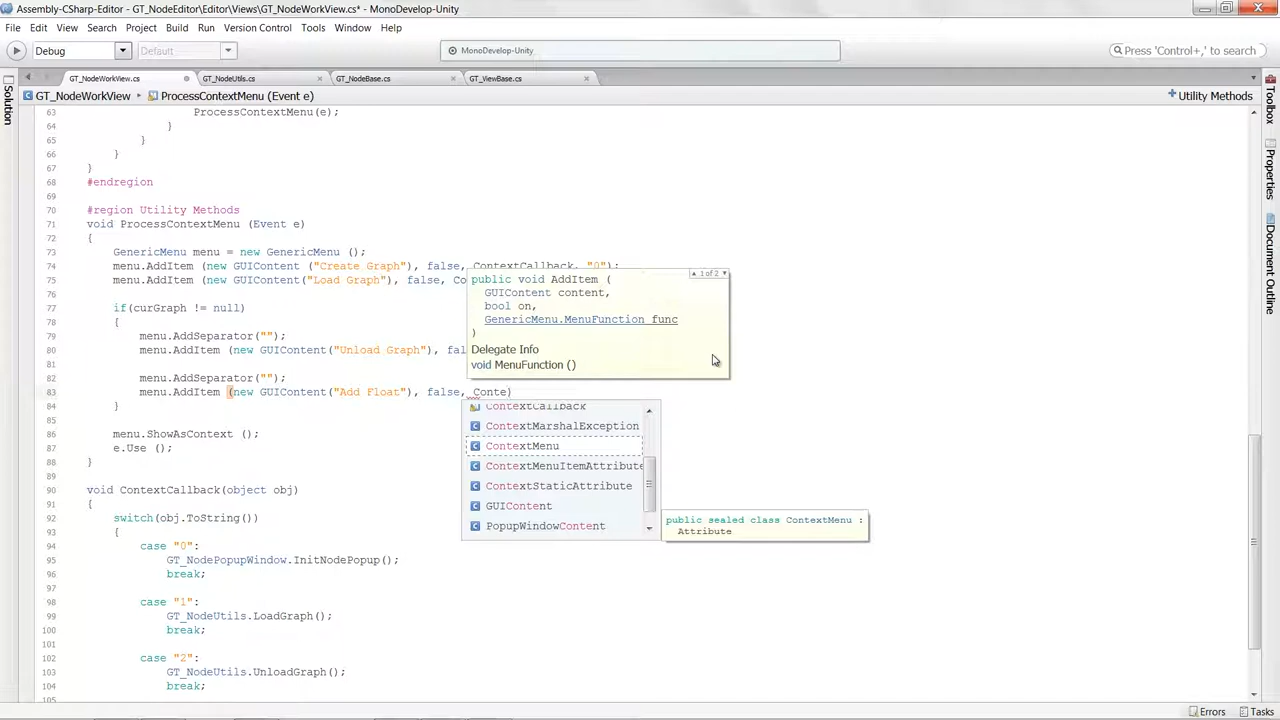 Assembly-CSharp-Editor - GT_NodeEditor\Editor\Views\GT_NodeWorkView.cs* - MonoDevelop-Unity
File Edit View Search Project Build Run Version Control Tools Window Help
Debug Default MonoDevelop-Unity Press 'Control+,' to search
GT_NodeWorkView.cs GT_NodeUtils.cs GT_NodeBase.cs GT_ViewBase.cs
GT_NodeWorkView ProcessContextMenu (Event e) Utility Methods
Solution
Toolbox
Properties
Document Outline
63 ProcessContextMenu(e);
64 }
65 }
66 }
67 }
68 #endregion
69
70 #region Utility Methods
71 void ProcessContextMenu (Event e)
72 {
73 GenericMenu menu = new GenericMenu ();
74 menu.AddItem (new GUIContent ("Create Graph"), false, ContextCallback, "0");
75 menu.AddItem (new GUIContent("Load Graph"), false, Co
76
77 if(curGraph != null)
78 {
79 menu.AddSeparator("");
80 menu.AddItem (new GUIContent("Unload Graph"), fal
81
82 menu.AddSeparator("");
83 menu.AddItem (new GUIContent("Add Float"), false, Conte)
84 }
85
86 menu.ShowAsContext ();
87 e.Use ();
88 }
89
90 void ContextCallback(object obj)
91 {
92 switch(obj.ToString())
93 {
94 case "0":
95 GT_NodePopupWindow.InitNodePopup();
96 break;
97
98 case "1":
99 GT_NodeUtils.LoadGraph();
100 break;
101
102 case "2":
103 GT_NodeUtils.UnloadGraph();
104 break;
105
1 of 2
public void AddItem (
GUIContent content,
bool on,
GenericMenu.MenuFunction func
)
Delegate Info
void MenuFunction ()
ContextCallback
ContextMarshalException
ContextMenu
ContextMenuItemAttribute
ContextStaticAttribute
GUIContent
PopupWindowContent
public sealed class ContextMenu :
Attribute
Errors Tasks